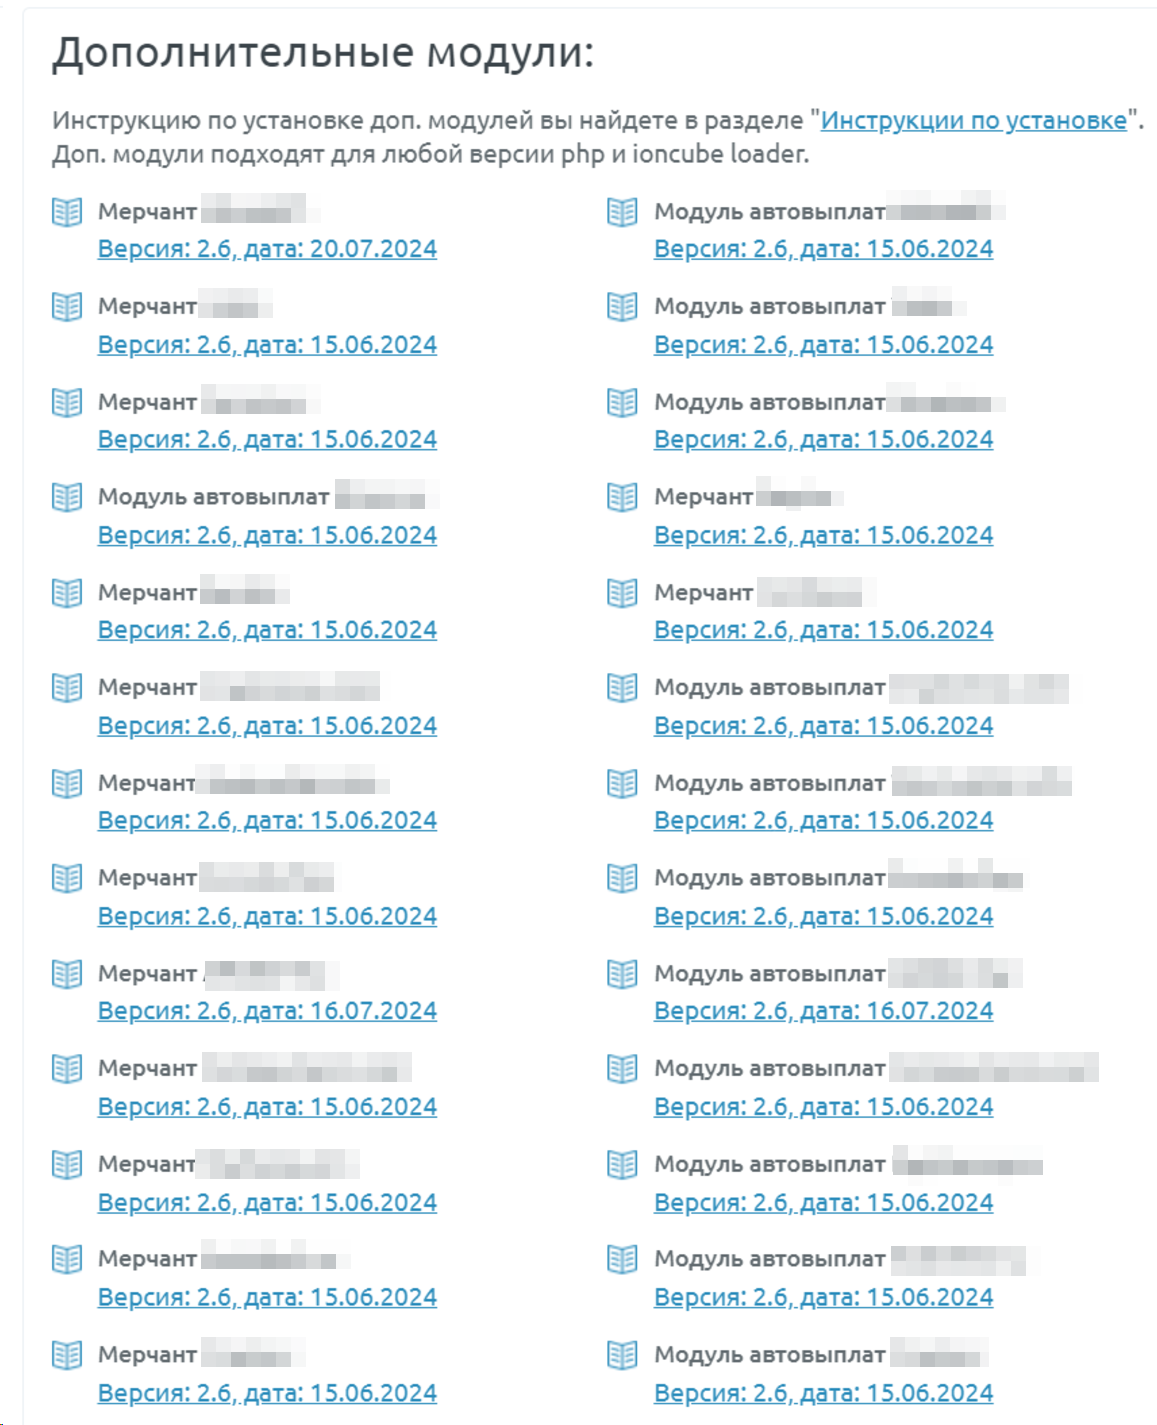 Дополнительные модули:
Инструкцию по установке доп. модулей вы найдете в разделе "Инструкции по установке".
Доп. модули подходят для любой версии php и ioncube loader.
Мерчант
Версия: 2.6, дата: 20.07.2024
Модуль автовыплат
Версия: 2.6, дата: 15.06.2024
Мерчант
Версия: 2.6, дата: 15.06.2024
Модуль автовыплат
Версия: 2.6, дата: 15.06.2024
Мерчант
Версия: 2.6, дата: 15.06.2024
Модуль автовыплат
Версия: 2.6, дата: 15.06.2024
Модуль автовыплат
Версия: 2.6, дата: 15.06.2024
Мерчант
Версия: 2.6, дата: 15.06.2024
Мерчант
Версия: 2.6, дата: 15.06.2024
Мерчант
Версия: 2.6, дата: 15.06.2024
Мерчант
Версия: 2.6, дата: 15.06.2024
Модуль автовыплат
Версия: 2.6, дата: 15.06.2024
Мерчант
Версия: 2.6, дата: 15.06.2024
Модуль автовыплат
Версия: 2.6, дата: 15.06.2024
Мерчант
Версия: 2.6, дата: 15.06.2024
Модуль автовыплат
Версия: 2.6, дата: 15.06.2024
Мерчант
Версия: 2.6, дата: 16.07.2024
Модуль автовыплат
Версия: 2.6, дата: 16.07.2024
Мерчант
Версия: 2.6, дата: 15.06.2024
Модуль автовыплат
Версия: 2.6, дата: 15.06.2024
Мерчант
Версия: 2.6, дата: 15.06.2024
Модуль автовыплат
Версия: 2.6, дата: 15.06.2024
Мерчант
Версия: 2.6, дата: 15.06.2024
Модуль автовыплат
Версия: 2.6, дата: 15.06.2024
Мерчант
Версия: 2.6, дата: 15.06.2024
Модуль автовыплат
Версия: 2.6, дата: 15.06.2024